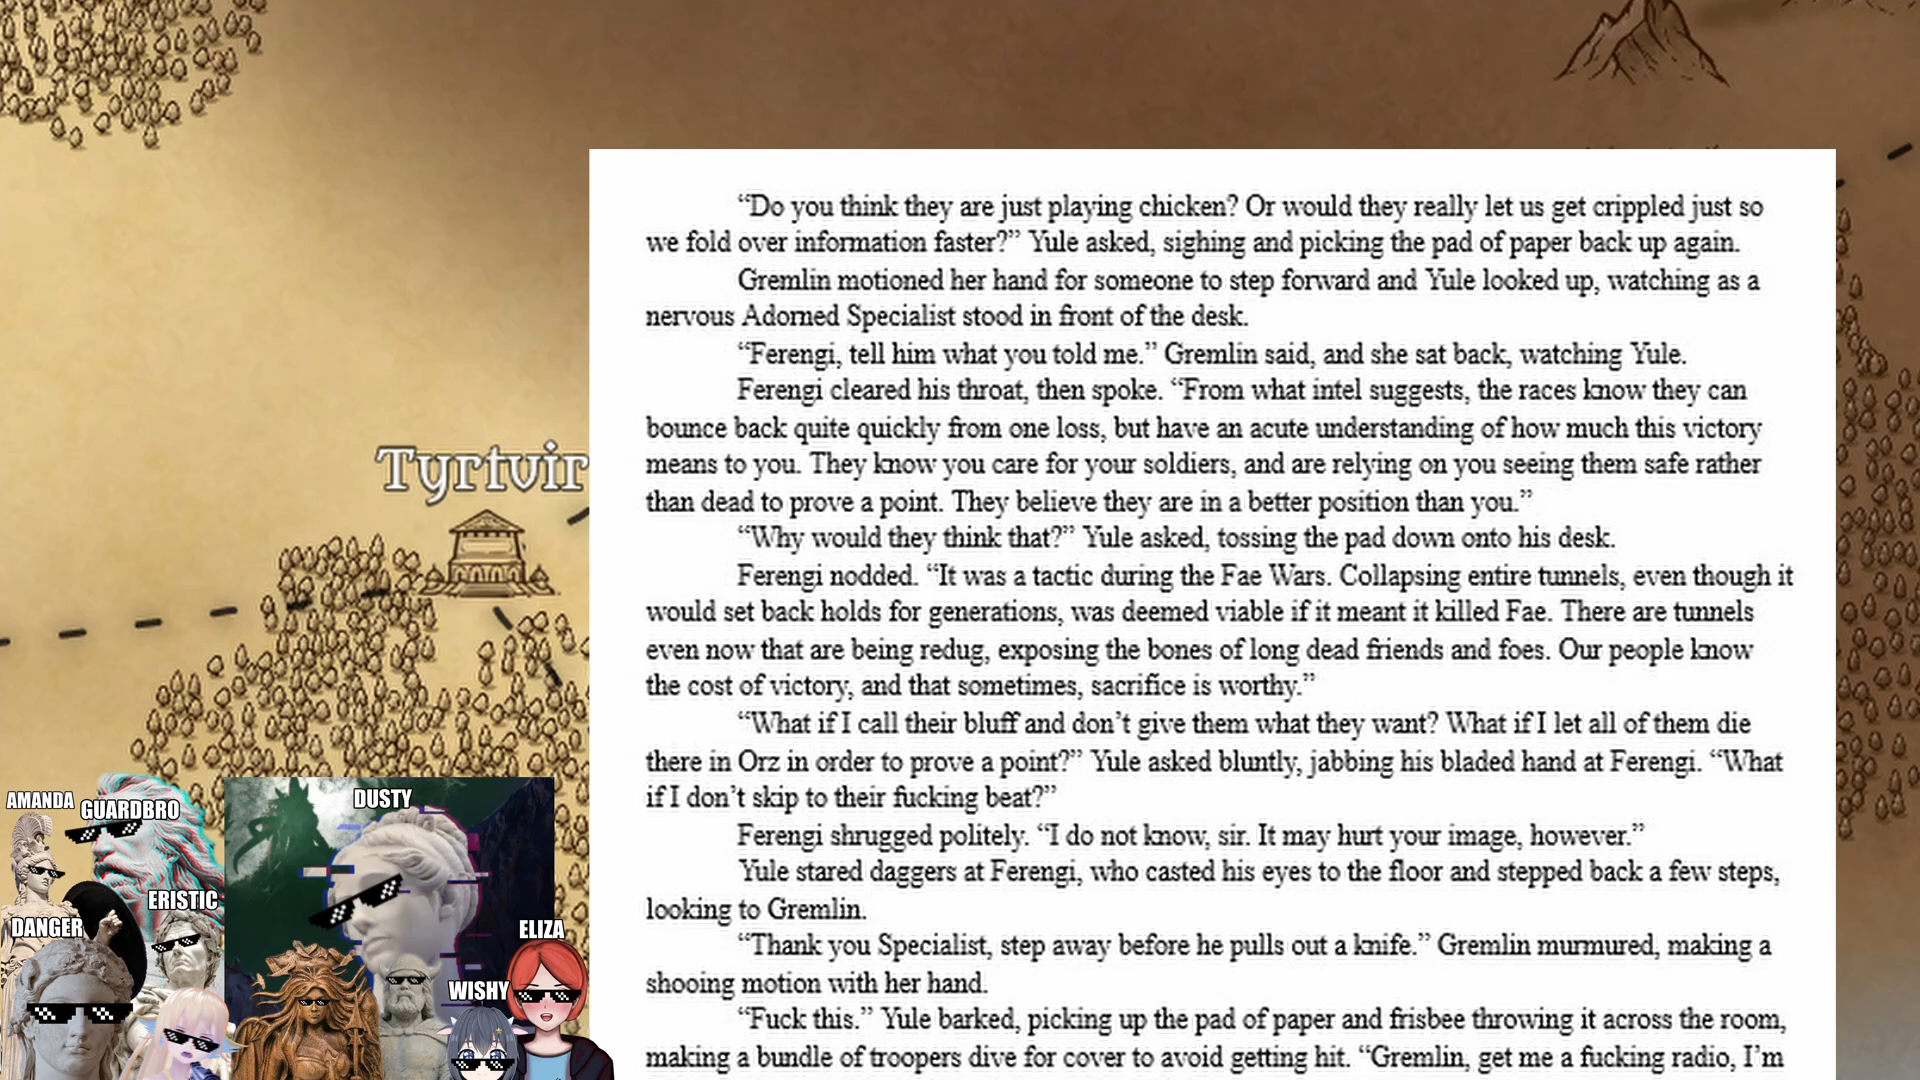 “Do you think they are just playing chicken? Or would they really let us get crippled just so
we fold over information faster?” Yule asked, sighing and picking the pad of paper back up again.
Gremlin motioned her hand for someone to step forward and Yule looked up, watching as a
nervous Adorned Specialist stood in front of the desk.
“Ferengi, tell him what you told me.” Gremlin said, and she sat back, watching Yule.
Ferengi cleared his throat, then spoke. “From what intel suggests, the races know they can
bounce back quite quickly from one loss, but have an acute understanding of how much this victory
means to you. They know you care for your soldiers, and are relying on you seeing them safe rather
than dead to prove a point. They believe they are in a better position than you.”
“Why would they think that?” Yule asked, tossing the pad down onto his desk.
Ferengi nodded. “It was a tactic during the Fae Wars. Collapsing entire tunnels, even though it
would set back holds for generations, was deemed viable if it meant it killed Fae. There are tunnels
even now that are being redug, exposing the bones of long dead friends and foes. Our people know
the cost of victory, and that sometimes, sacrifice is worthy.”
“What if I call their bluff and don’t give them what they want? What if I let all of them die
there in Orz in order to prove a point?” Yule asked bluntly, jabbing his bladed hand at Ferengi. “What
if I don’t skip to their fucking beat?”
Ferengi shrugged politely. “I do not know, sir. It may hurt your image, however.”
Yule stared daggers at Ferengi, who casted his eyes to the floor and stepped back a few steps,
looking to Gremlin.
“Thank you Specialist, step away before he pulls out a knife.” Gremlin murmured, making a
shooing motion with her hand.
“Fuck this.” Yule barked, picking up the pad of paper and frisbee throwing it across the room,
making a bundle of troopers dive for cover to avoid getting hit. “Gremlin, get me a fucking radio, I’m
Tyrtvir
AMANDA
GUARDBRO
DUSTY
ERISTIC
DANGER
ELIZA
WISHY